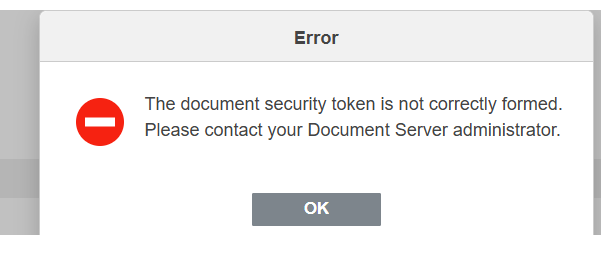 Error
The document security token is not correctly formed.
Please contact your Document Server administrator.
OK